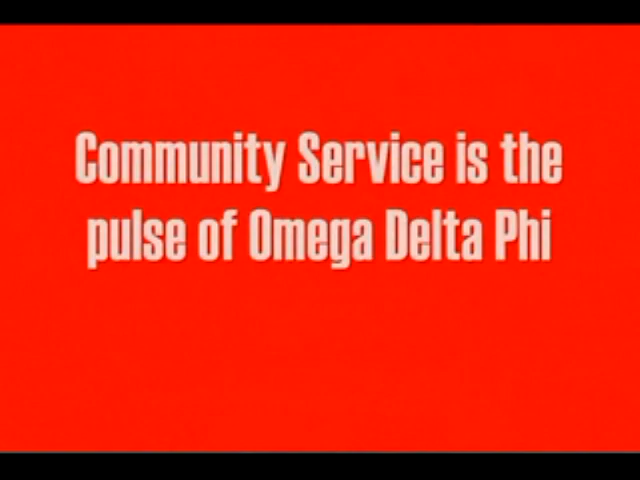 Community Service is the
pulse of Omega Delta Phi